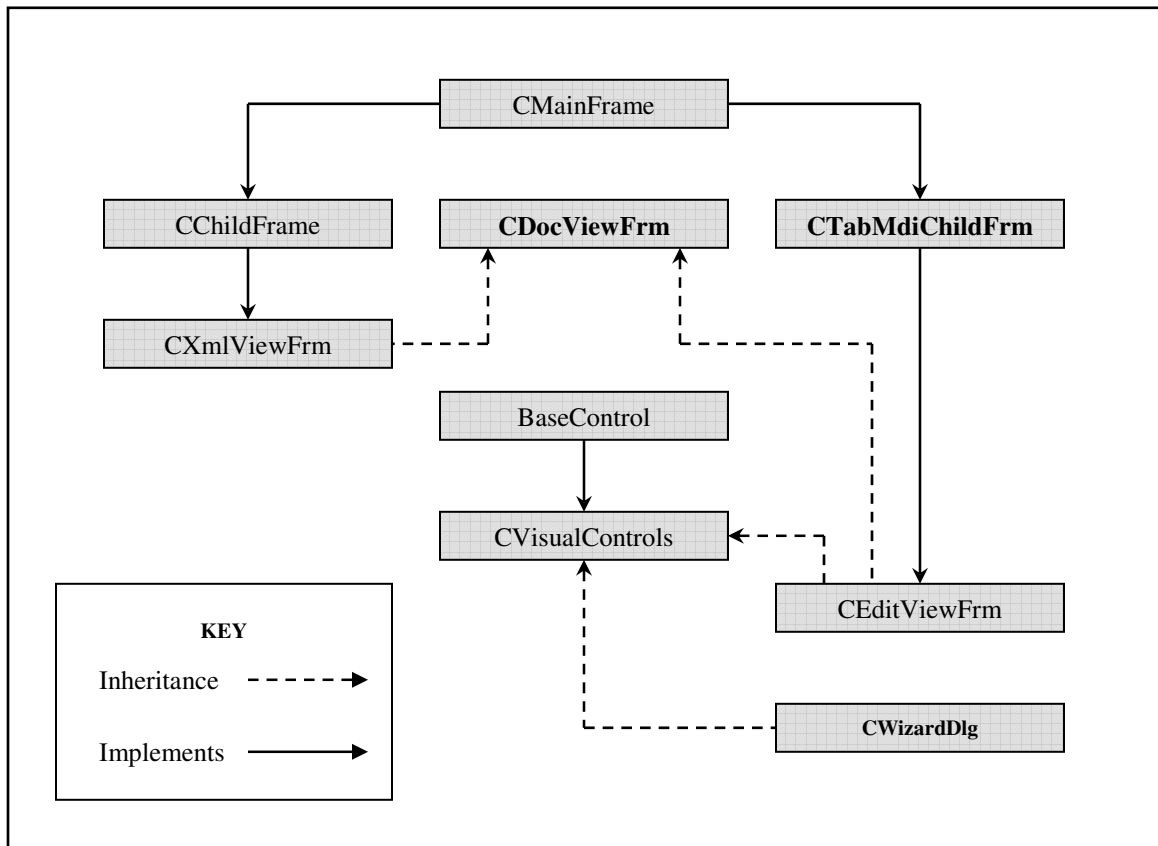 CMainFrame
CChildFrame
CDocViewFrm
CTabMdiChildFrm
CXmlViewFrm
BaseControl
CVisualControls
CEditViewFrm
KEY
Inheritance
CWizardDlg
Implements